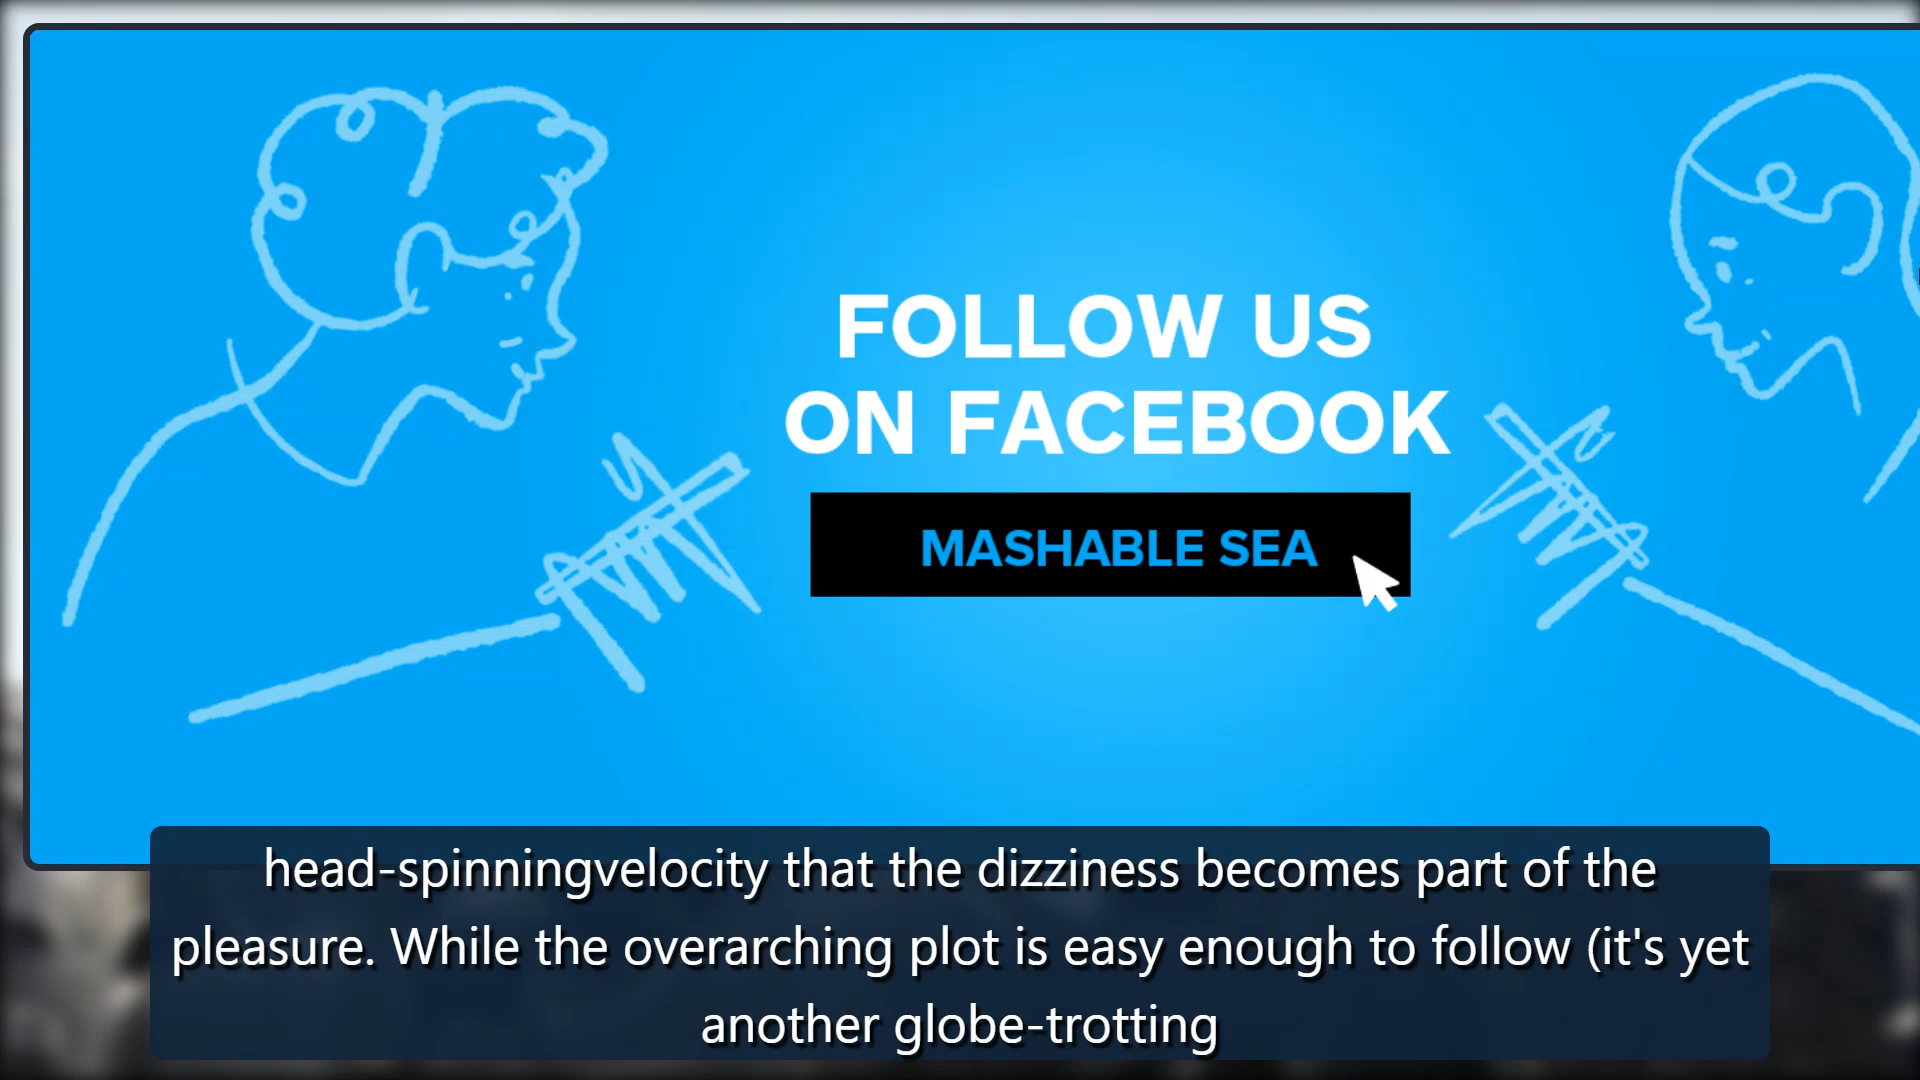 FOLLOW US
ON FACEBOOK
MASHABLE SEA
head-spinningvelocity that the dizziness becomes part of the
pleasure. While the overarching plot is easy enough to follow (it's yet
another globe-trotting